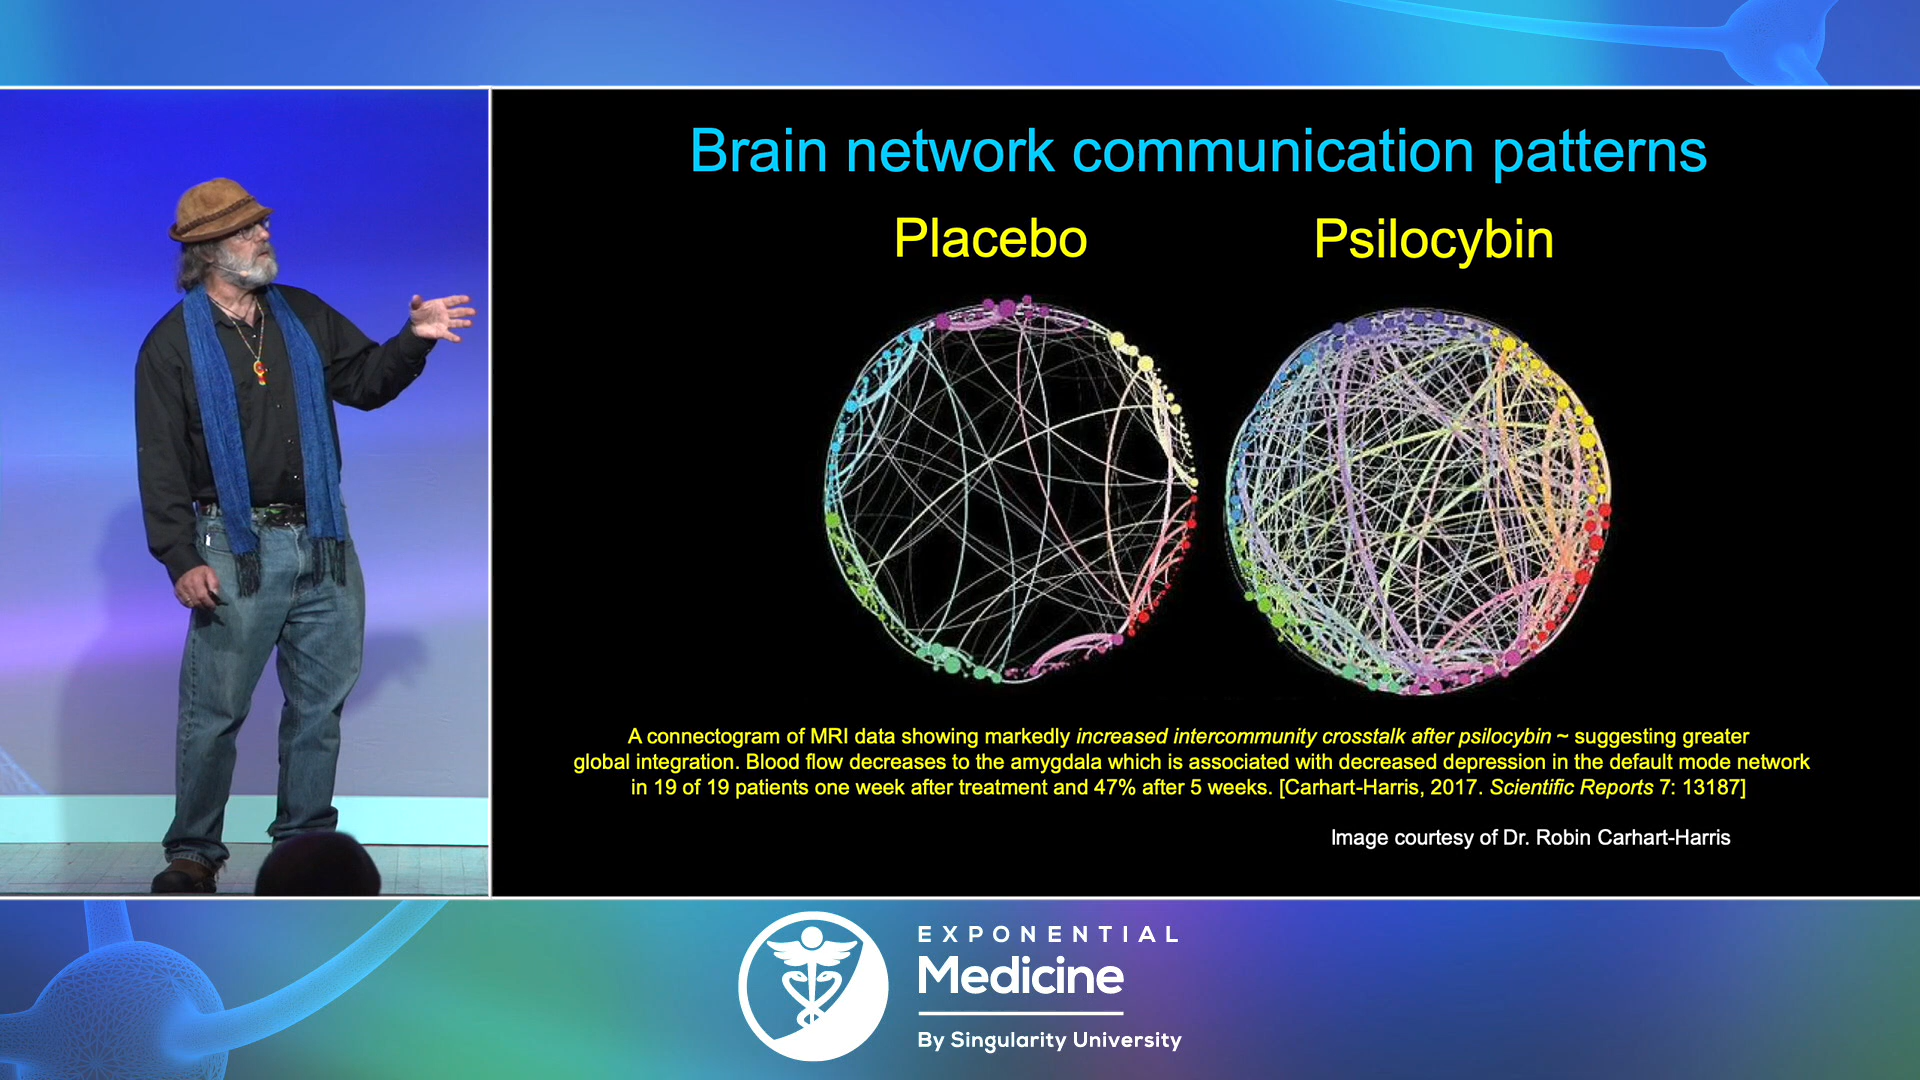 Brain network communication patterns
Placebo
Psilocybin
A connectogram of MRI data showing markedly increased intercommunity crosstalk after psilocybin ~ suggesting greater
global integration. Blood flow decreases to the amygdala which is associated with decreased depression in the default mode network
in 19 of 19 patients one week after treatment and 47% after 5 weeks. [Carhart-Harris, 2017. Scientific Reports 7: 13187]
Image courtesy of Dr. Robin Carhart-Harris
EXPONENTIAL
Medicine
By Singularity University